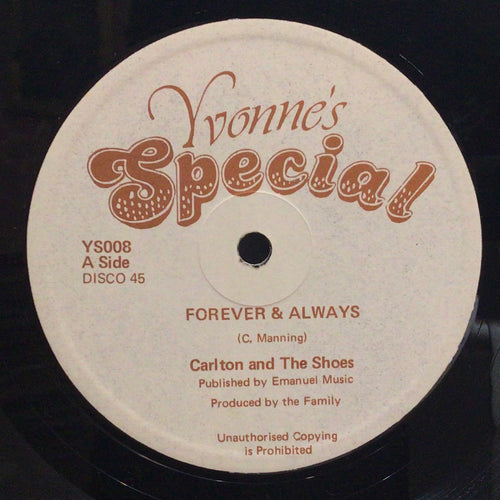 Yvonne's
Special
YS008
A Side
DISCO 45
FOREVER & ALWAYS
(C. Manning)
Carlton and The Shoes
Published by Emanuel Music
Produced by the Family
Unauthorised Copying
is Prohibited